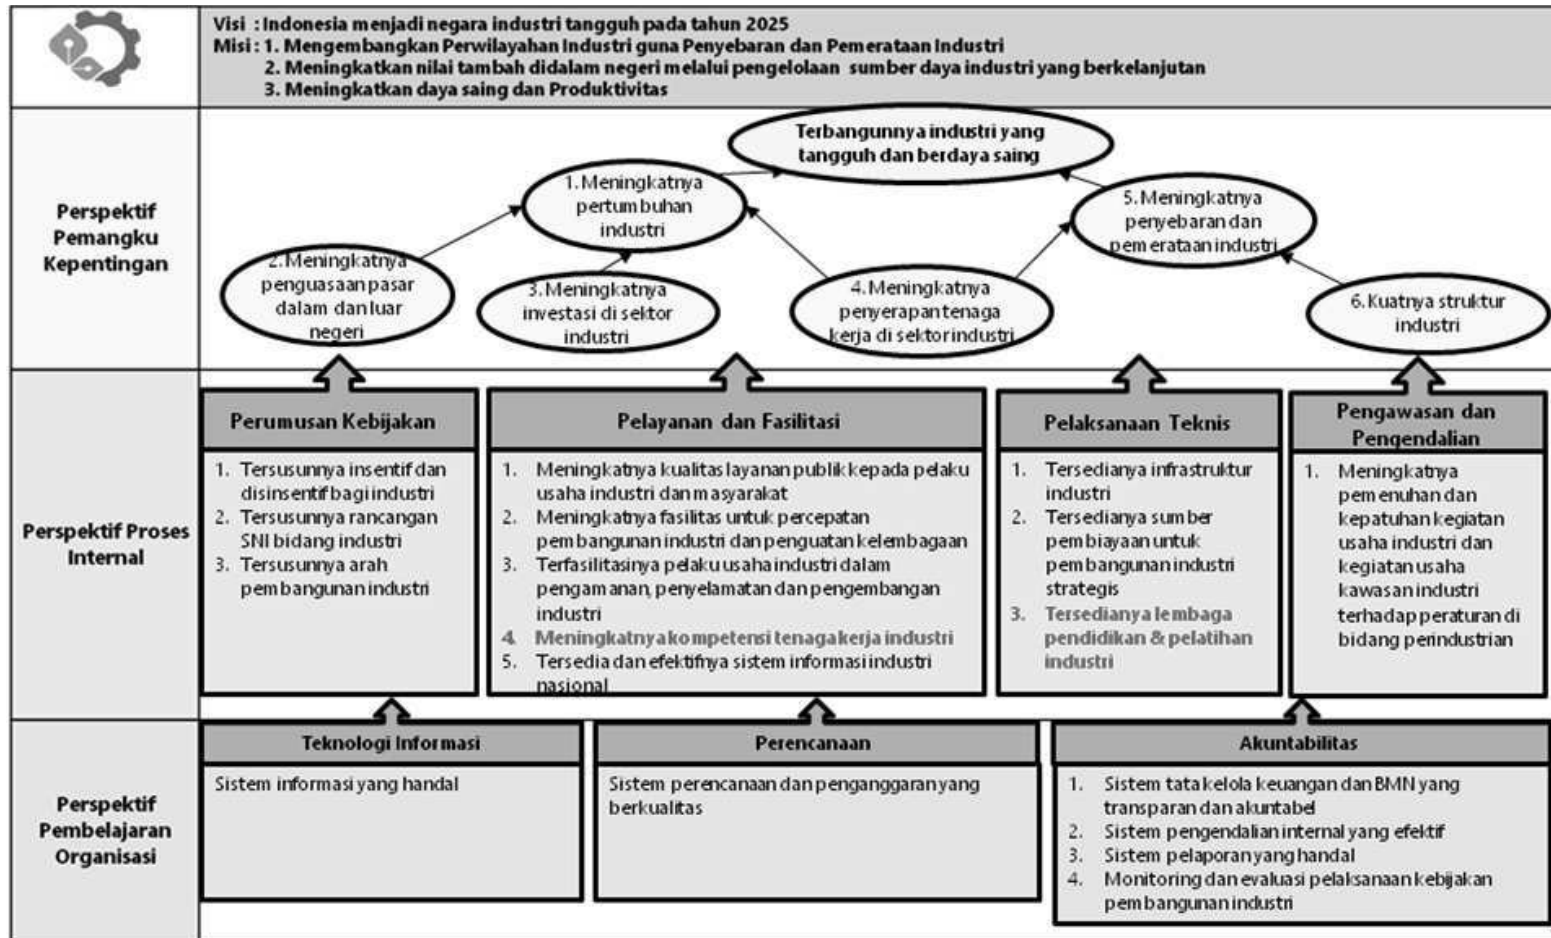 Visi : Indonesia menjadi negara industri tangguh pada tahun 2025
Misi : 1. Mengembangkan Perwilayahan Industri guna Penyebaran dan Pemerataan Industri
2. Meningkatkan nilai tambah didalam negeri melalui pengelolaan sumber daya industri yang berkelanjutan
3. Meningkatkan daya saing dan Produktivitas
Perspektif
Pemangku
Kepentingan
Terbangunnya industri yang
tangguh dan berdaya saing
1. Meningkatnya
pertumbuhan
industri
5. Meningkatnya
penyebaran dan
pemerataan industri
2. Meningkatnya
penguasaan pasar
dalam dan luar
negeri
3. Meningkatnya
investasi di sektor
industri
4. Meningkatnya
penyerapan tenaga
kerja di sektor industri
6. Kuatnya struktur
industri
Perspektif Proses
Internal
Perumusan Kebijakan
1. Tersusunnya insentif dan
disinsentif bagi industri
2. Tersusunnya rancangan
SNI bidang industri
3. Tersusunnya arah
pembangunan industri
Pelayanan dan Fasilitasi
1. Meningkatnya kualitas layanan publik kepada pelaku
usaha industri dan masyarakat
2. Meningkatnya fasilitas untuk percepatan
pembangunan industri dan penguatan kelembagaan
3. Terfasilitasinya pelaku usaha industri dalam
pengamanan, penyelamatan dan pengembangan
industri
4. Meningkatnya kompetensi tenaga kerja industri
5. Tersedia dan efektifnya sistem informasi industri
nasional
Pelaksanaan Teknis
1. Tersedianya infrastruktur
industri
2. Tersedianya sumber
pembiayaan untuk
pembangunan industri
strategis
3. Tersedianya lembaga
pendidikan & pelatihan
industri
Pengawasan dan
Pengendalian
1. Meningkatnya
pemenuhan dan
kepatuhan kegiatan
usaha industri dan
kegiatan usaha
kawasan industri
terhadap peraturan di
bidang perindustrian
Perspektif
Pembelajaran
Organisasi
Teknologi Informasi
Sistem informasi yang handal
Perencanaan
Sistem perencanaan dan penganggaran yang
berkualitas
Akuntabilitas
1. Sistem tata kelola keuangan dan BMN yang
transparan dan akuntabel
2. Sistem pengendalian internal yang efektif
3. Sistem pelaporan yang handal
4. Monitoring dan evaluasi pelaksanaan kebijakan
pembangunan industri